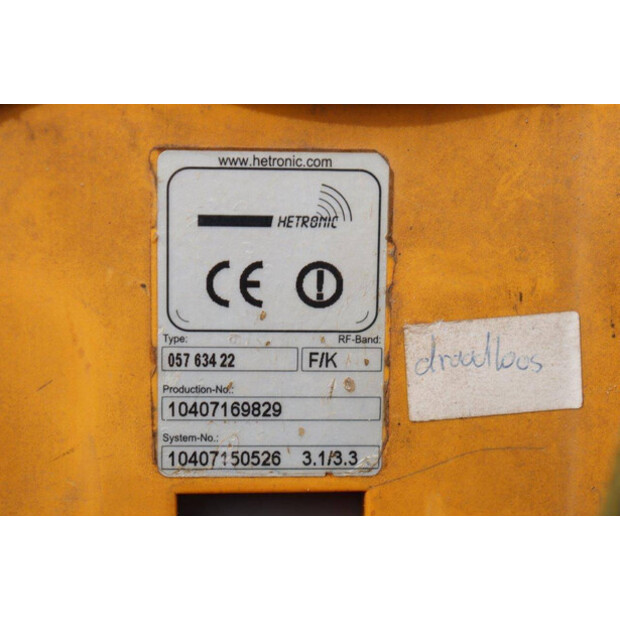 www.hetronic.com
HETRONIC
CE
Type: RF-Band:
057 634 22 F/K
Production-No.:
10407169829
System-No.:
10407150526 3.1/3.3
draadloos